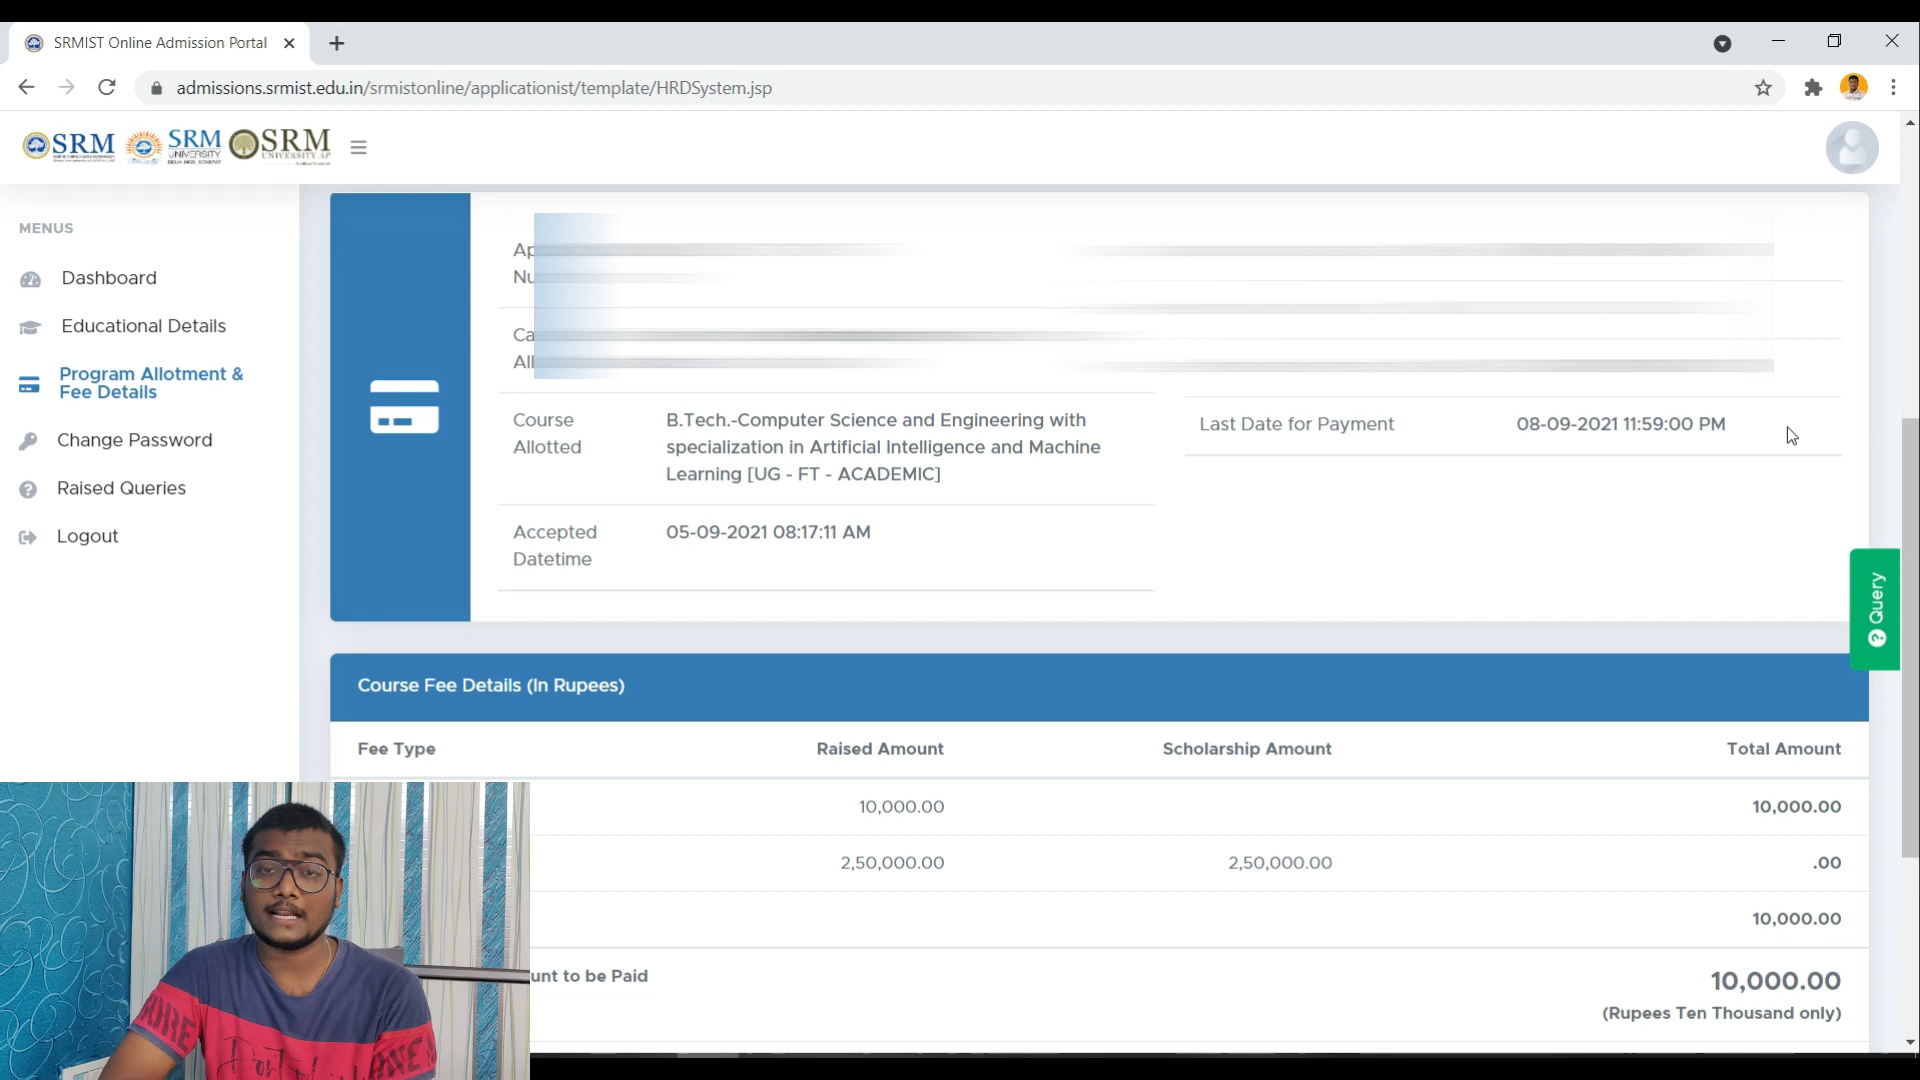 SRMIST Online Admission Portal
admissions.srmist.edu.in/srmistonline/applicationist/template/HRDSystem.jsp
SRM
SRM
UNIVERSITY
SRM
UNIVERSITY AP
MENUS
Dashboard
Educational Details
Program Allotment &
Fee Details
Change Password
Raised Queries
Logout
Ap
Nu
Ca
All
Course
Allotted
B.Tech.-Computer Science and Engineering with
specialization in Artificial Intelligence and Machine
Learning [UG - FT - ACADEMIC]
Last Date for Payment 08-09-2021 11:59:00 PM
Accepted
Datetime
05-09-2021 08:17:11 AM
Query
Course Fee Details (In Rupees)
Fee Type Raised Amount Scholarship Amount Total Amount
10,000.00 10,000.00
2,50,000.00 2,50,000.00 .00
10,000.00
unt to be Paid 10,000.00
(Rupees Ten Thousand only)